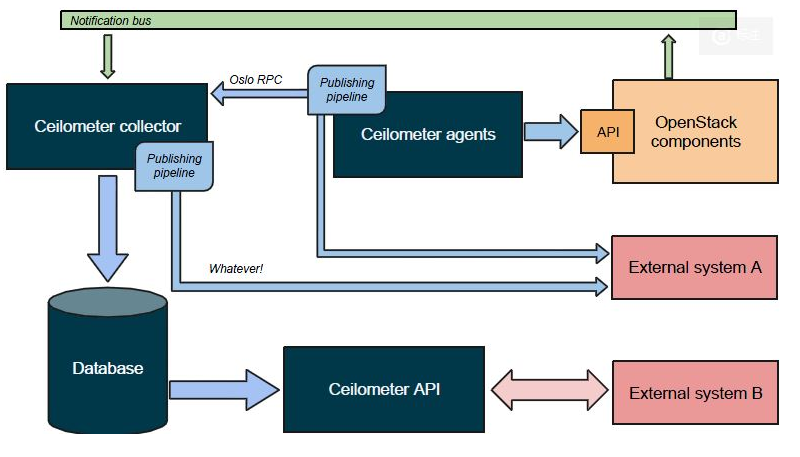 Notification bus
Oslo RPC
Publishing
pipeline
Ceilometer collector
Ceilometer agents
API
OpenStack
components
Publishing
pipeline
External system A
Whatever!
Database
Ceilometer API
External system B